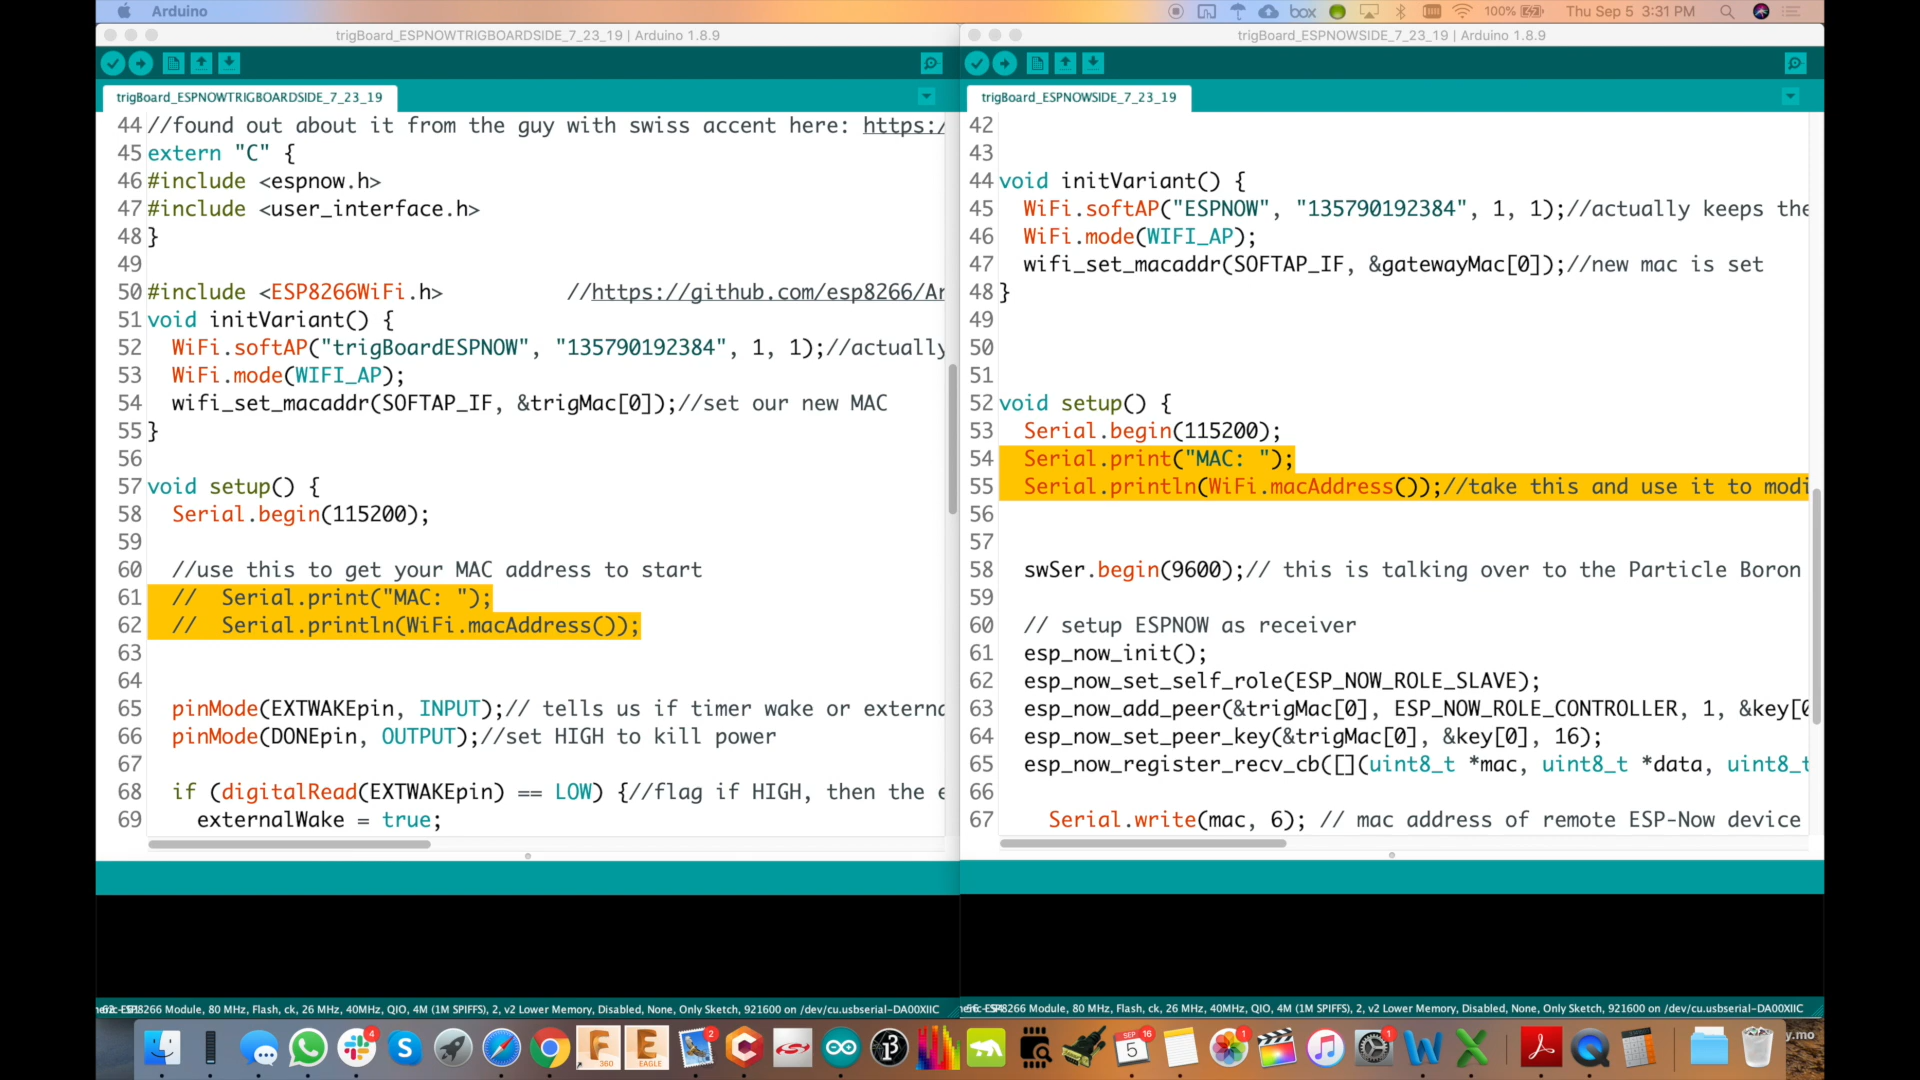 Arduino
box
100%
Thu Sep 5 3:31 PM
trigBoard_ESPNOWTRIGBOARDSIDE_7_23_19 | Arduino 1.8.9
trigBoard_ESPNOWTRIGBOARDSIDE_7_23_19
44 //found out about it from the guy with swiss accent here: https:/
45 extern "C" {
46 #include <espnow.h>
47 #include <user_interface.h>
48 }
49
50 #include <ESP8266WiFi.h> //https://github.com/esp8266/Ar
51 void initVariant() {
52 WiFi.softAP("trigBoardESPNOW", "135790192384", 1, 1);//actually
53 WiFi.mode(WIFI_AP);
54 wifi_set_macaddr(SOFTAP_IF, &trigMac[0]);//set our new MAC
55 }
56
57 void setup() {
58 Serial.begin(115200);
59
60 //use this to get your MAC address to start
61 // Serial.print("MAC: ");
62 // Serial.println(WiFi.macAddress());
63
64
65 pinMode(EXTWAKEpin, INPUT);// tells us if timer wake or externa
66 pinMode(DONEpin, OUTPUT);//set HIGH to kill power
67
68 if (digitalRead(EXTWAKEpin) == LOW) {//flag if HIGH, then the e
69 externalWake = true;
ESP8266 Module, 80 MHz, Flash, ck, 26 MHz, 40MHz, QIO, 4M (1M SPIFFS), 2, v2 Lower Memory, Disabled, None, Only Sketch, 921600 on /dev/cu.usbserial-DA00XIIC
trigBoard_ESPNOWSIDE_7_23_19 | Arduino 1.8.9
trigBoard_ESPNOWSIDE_7_23_19
42
43
44 void initVariant() {
45 WiFi.softAP("ESPNOW", "135790192384", 1, 1);//actually keeps the
46 WiFi.mode(WIFI_AP);
47 wifi_set_macaddr(SOFTAP_IF, &gatewayMac[0]);//new mac is set
48 }
49
50
51
52 void setup() {
53 Serial.begin(115200);
54 Serial.print("MAC: ");
55 Serial.println(WiFi.macAddress());//take this and use it to modi
56
57
58 swSer.begin(9600);// this is talking over to the Particle Boron
59
60 // setup ESPNOW as receiver
61 esp_now_init();
62 esp_now_set_self_role(ESP_NOW_ROLE_SLAVE);
63 esp_now_add_peer(&trigMac[0], ESP_NOW_ROLE_CONTROLLER, 1, &key[0
64 esp_now_set_peer_key(&trigMac[0], &key[0], 16);
65 esp_now_register_recv_cb([](uint8_t *mac, uint8_t *data, uint8_t
66
67 Serial.write(mac, 6); // mac address of remote ESP-Now device
ESP8266 Module, 80 MHz, Flash, ck, 26 MHz, 40MHz, QIO, 4M (1M SPIFFS), 2, v2 Lower Memory, Disabled, None, Only Sketch, 921600 on /dev/cu.usbserial-DA00XIIC
4
360
EAGLE
2
SEP
5
16
1
1
y.mo